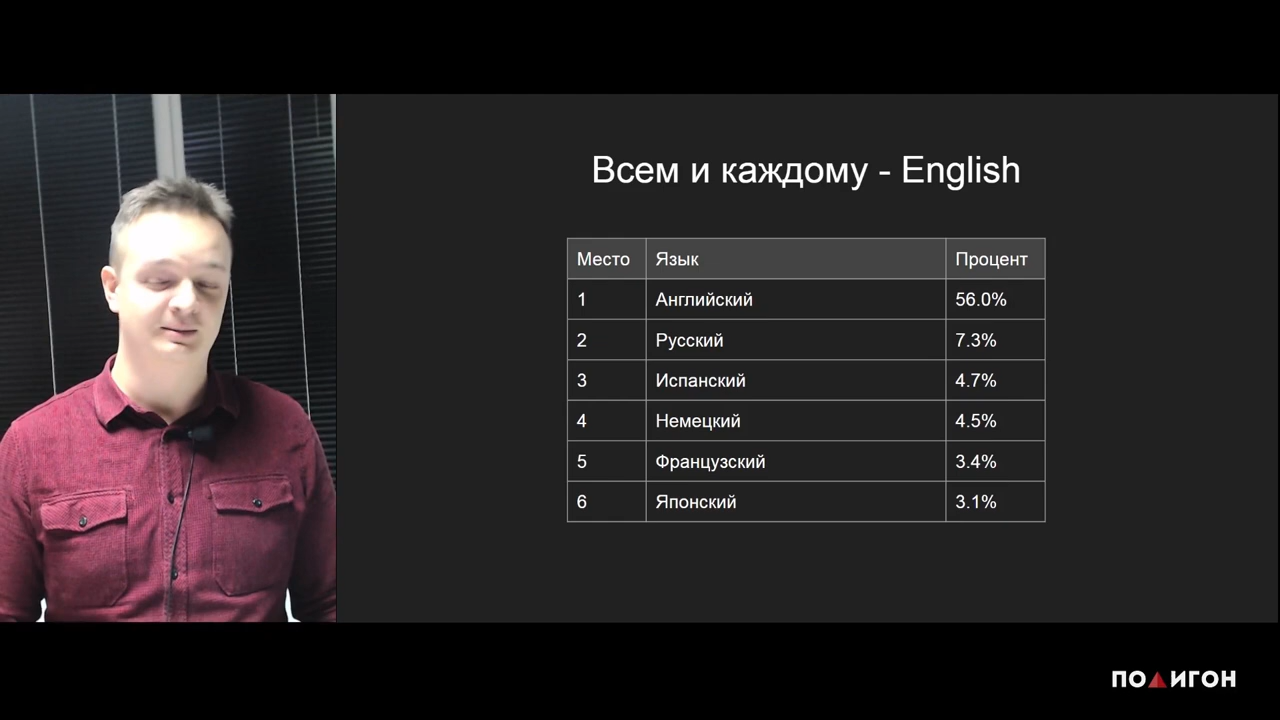 Всем и каждому - English
Место Язык Процент
1 Английский 56.0%
2 Русский 7.3%
3 Испанский 4.7%
4 Немецкий 4.5%
5 Французский 3.4%
6 Японский 3.1%
ПОЛИГОН